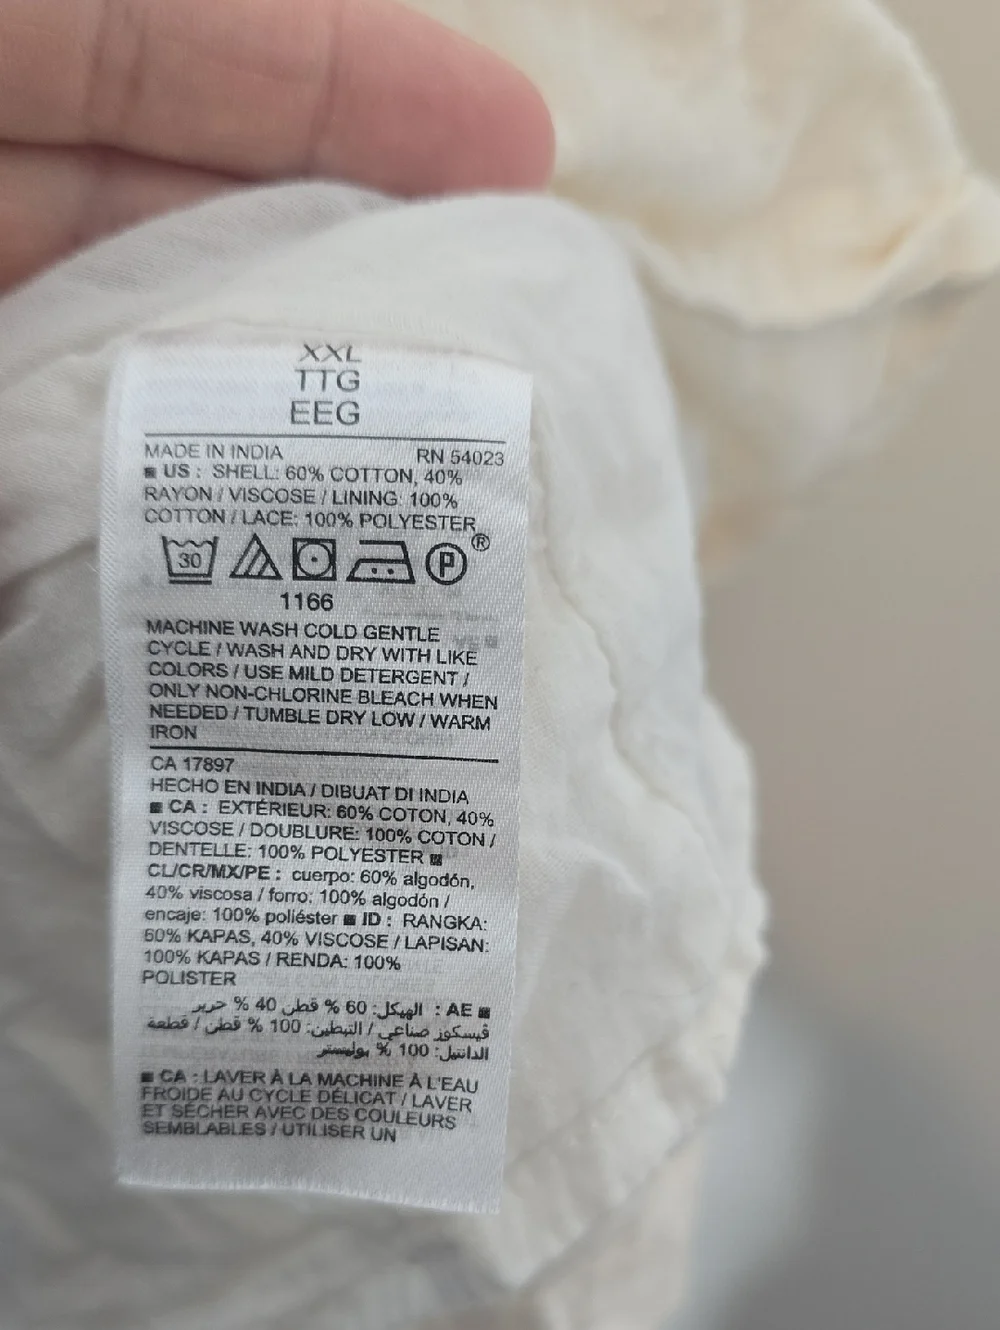 XXL
TTG
EEG
MADE IN INDIA RN 54023
■ US : SHELL: 60% COTTON, 40%
RAYON / VISCOSE / LINING: 100%
COTTON / LACE: 100% POLYESTER
30 P ®
1166
MACHINE WASH COLD GENTLE
CYCLE / WASH AND DRY WITH LIKE
COLORS / USE MILD DETERGENT /
ONLY NON-CHLORINE BLEACH WHEN
NEEDED / TUMBLE DRY LOW / WARM
IRON
CA 17897
HECHO EN INDIA / DIBUAT DI INDIA
■ CA : EXTÉRIEUR: 60% COTON, 40%
VISCOSE / DOUBLURE: 100% COTON /
DENTELLE: 100% POLYESTER ■
CL/CR/MX/PE : cuerpo: 60% algodón,
40% viscosa / forro: 100% algodón /
encaje: 100% poliéster ■ ID : RANGKA:
60% KAPAS, 40% VISCOSE / LAPISAN:
100% KAPAS / RENDA: 100%
POLISTER
■ AE : الهيكل: 60 % قطن 40 % حرير
فيسكوز صناعي / التبطين: 100 % قطن / قطعة
الدانتيل: 100 % بوليستر
■ CA : LAVER À LA MACHINE À L'EAU
FROIDE AU CYCLE DÉLICAT / LAVER
ET SÉCHER AVEC DES COULEURS
SEMBLABLES / UTILISER UN